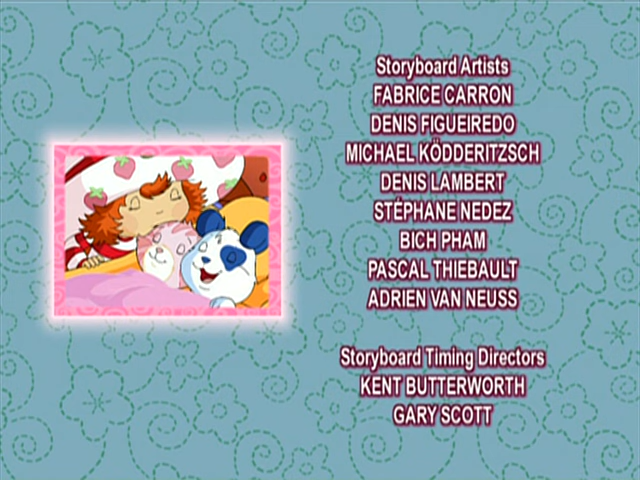 Storyboard Artists
FABRICE CARRON
DENIS FIGUEIREDO
MICHAEL KÖDDERITZSCH
DENIS LAMBERT
STÉPHANE NEDEZ
BICH PHAM
PASCAL THIEBAULT
ADRIEN VAN NEUSS
Storyboard Timing Directors
KENT BUTTERWORTH
GARY SCOTT